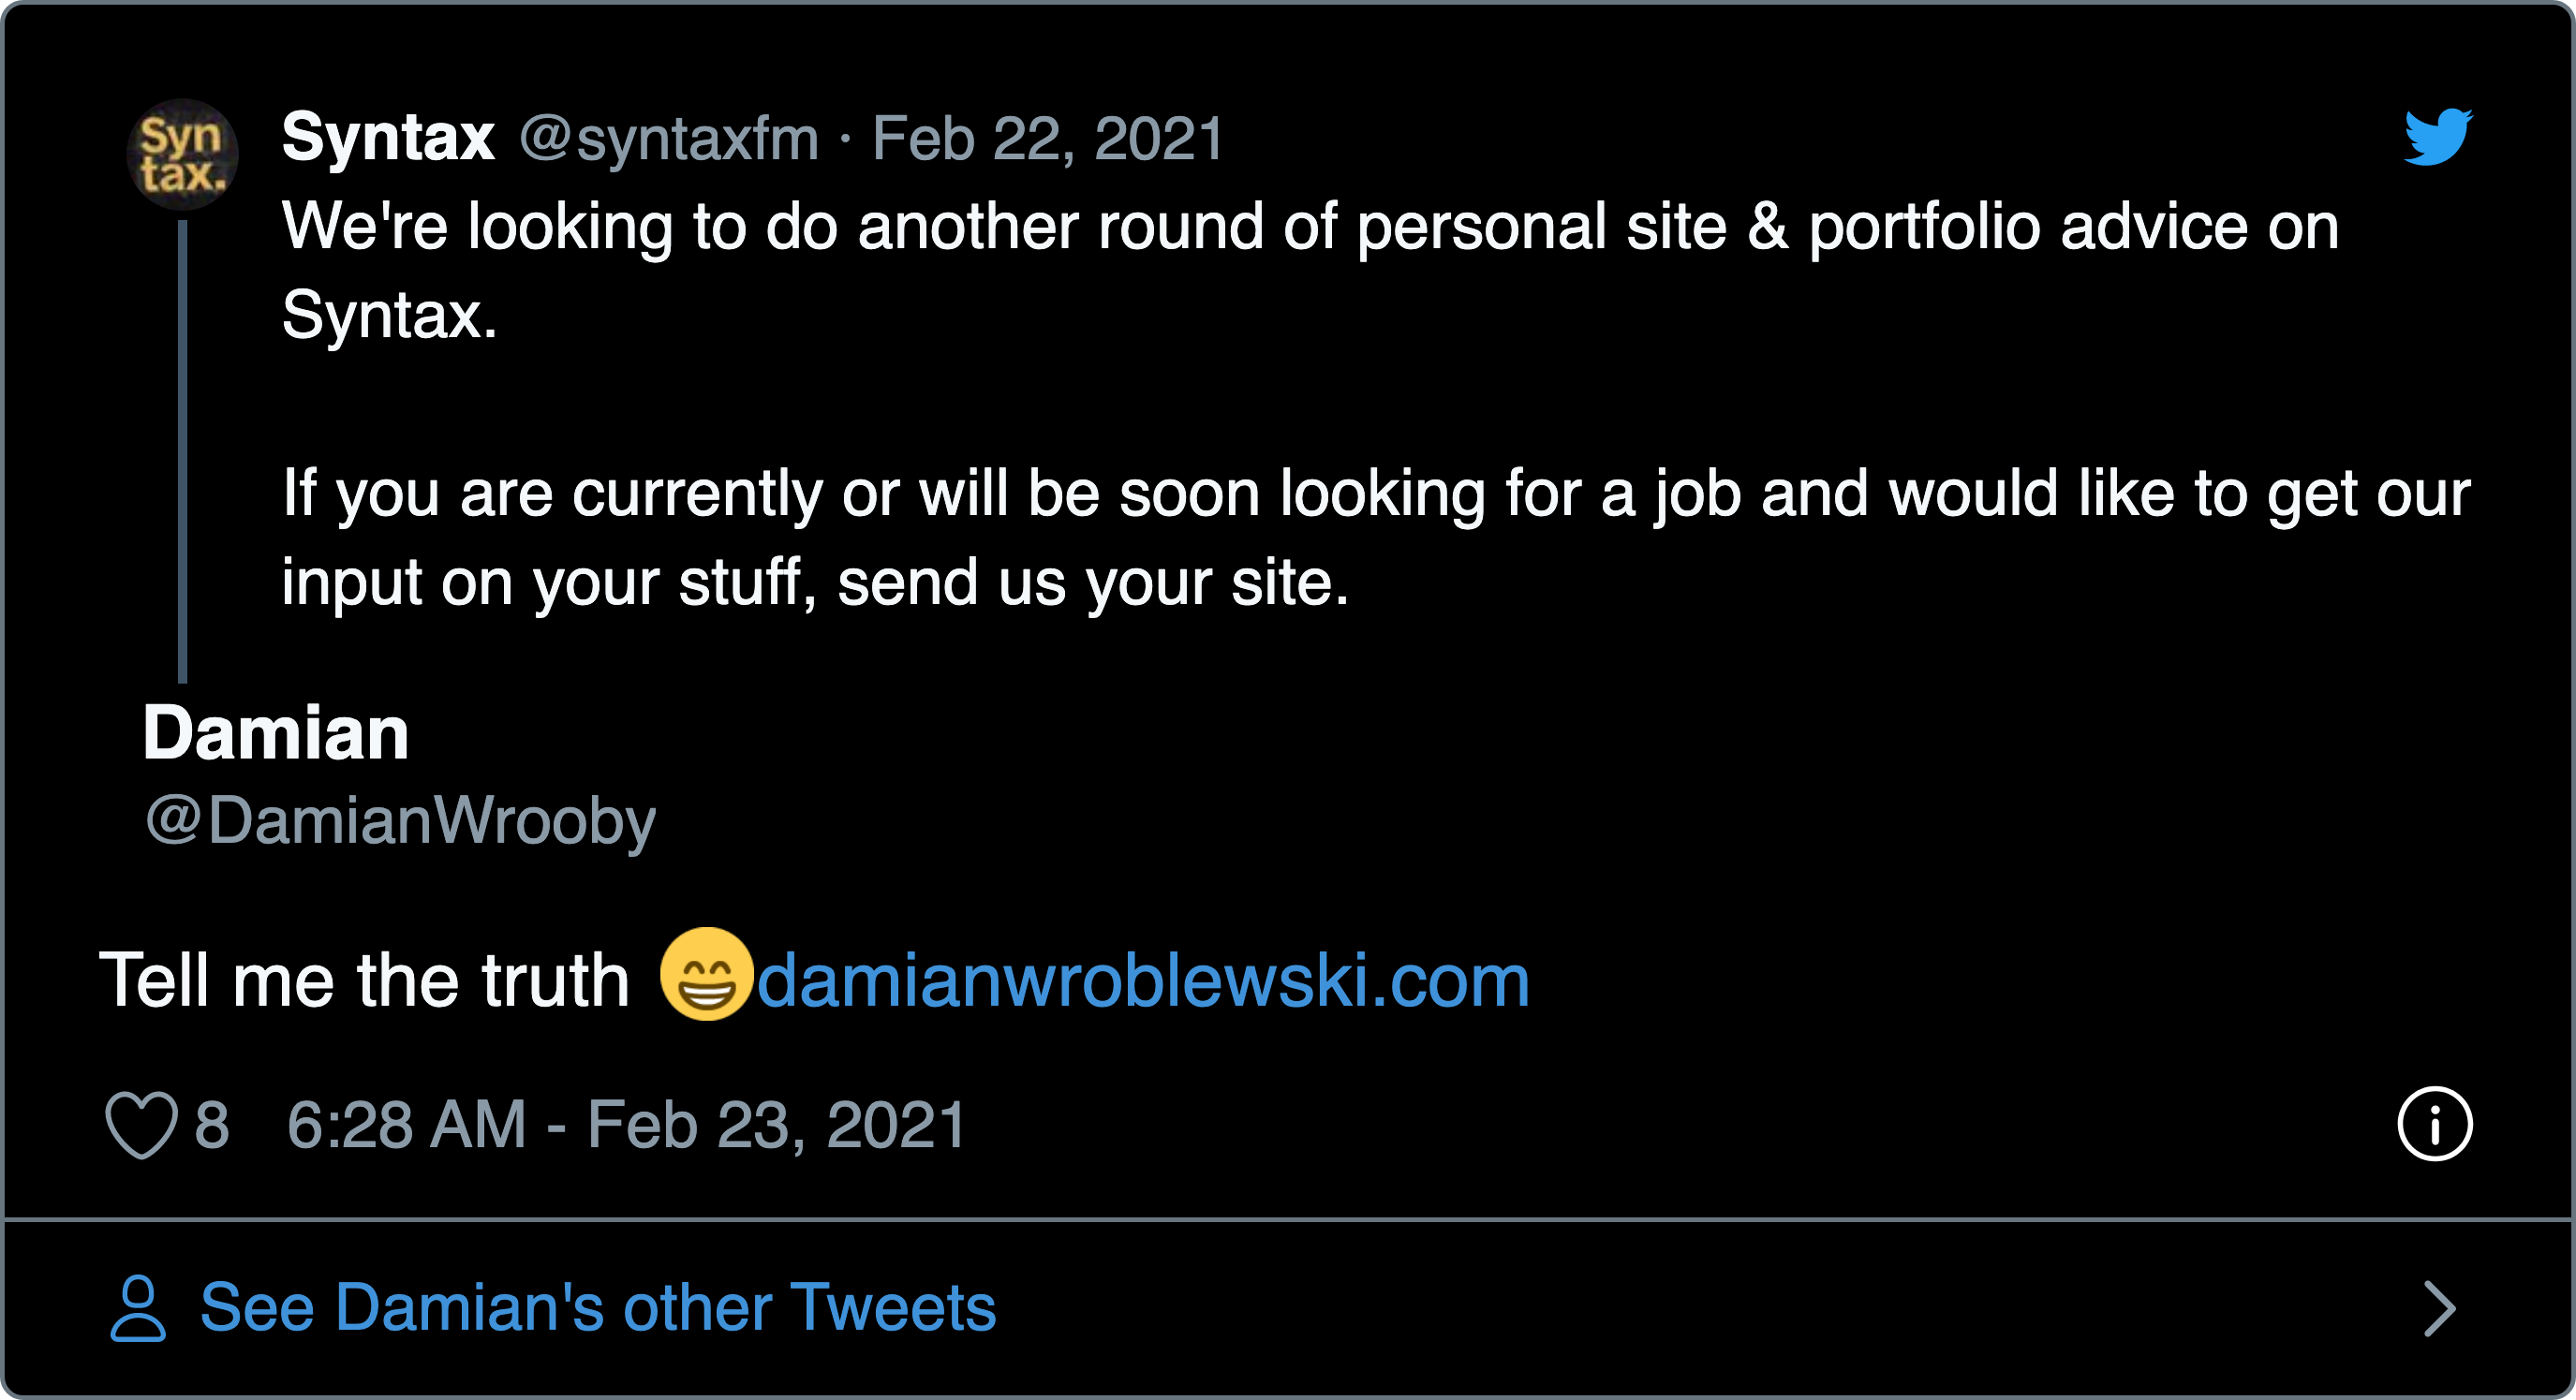 Syn
tax.
Syntax @syntaxfm · Feb 22, 2021
We're looking to do another round of personal site & portfolio advice on
Syntax.
If you are currently or will be soon looking for a job and would like to get our
input on your stuff, send us your site.
Damian
@DamianWrooby
Tell me the truth 😁damianwroblewski.com
8 6:28 AM - Feb 23, 2021
See Damian's other Tweets